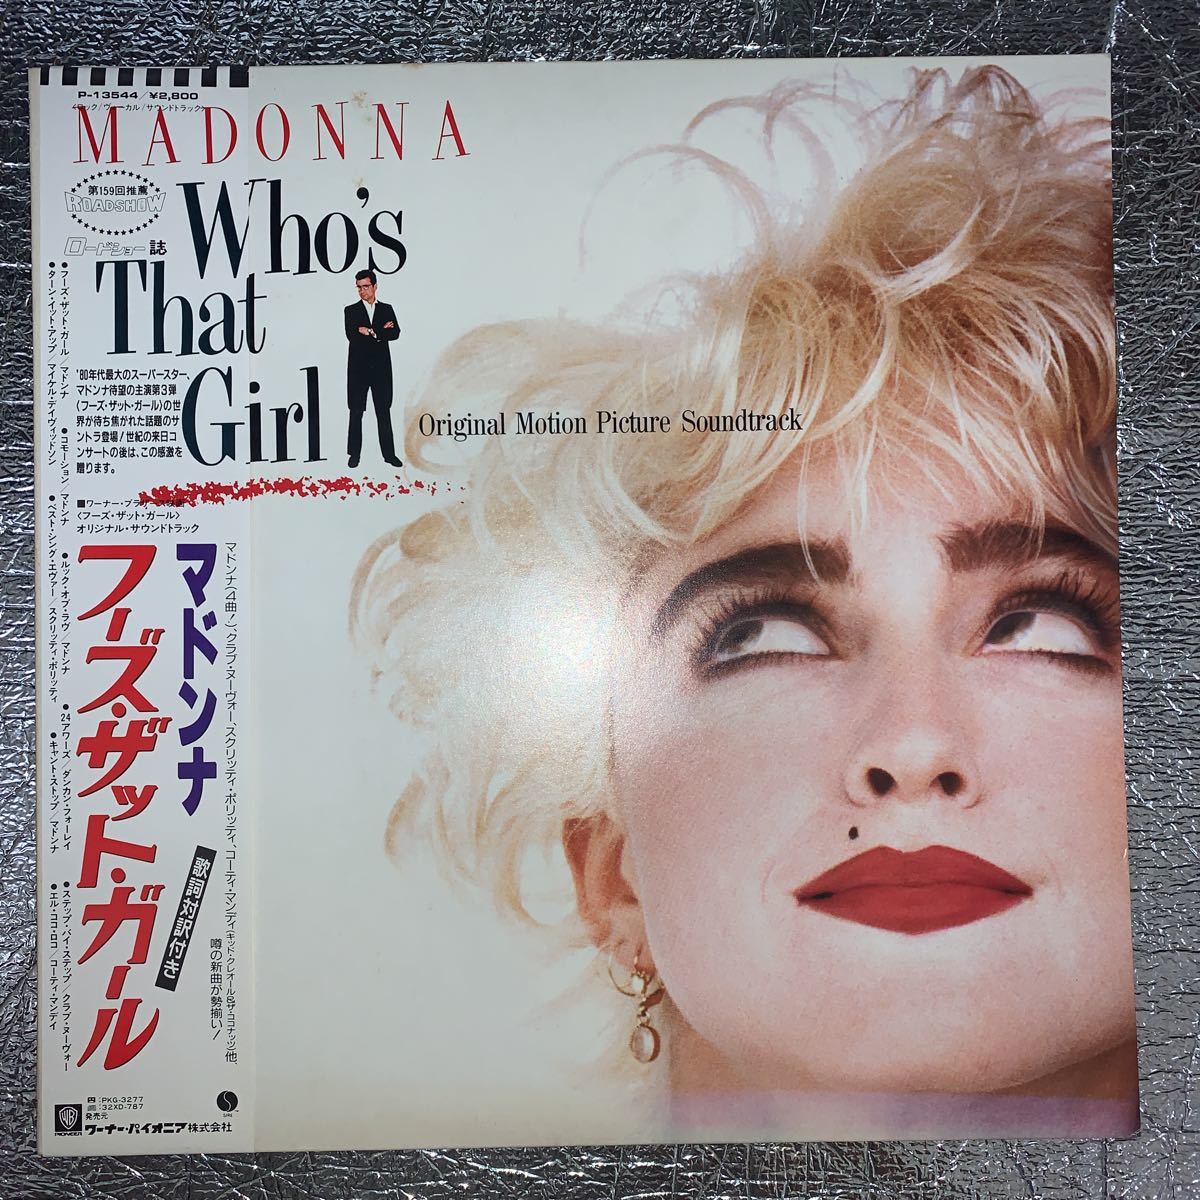 P-13544/¥2,800
〈ロック/ヴォーカル/サウンドトラック〉
MADONNA
第159回推薦
ROADSHOW
ロードショー誌
Who's
That
Girl
Original Motion Picture Soundtrack
'80年代最大のスーパースター、
マドンナ待望の主演第3弾
〈フーズ・ザット・ガール〉の世
界が待ち焦がれた話題のサ
ントラ登場!世紀の来日コ
ンサートの後は、この感激を
贈ります。
■ワーナー・ブラザース映画
〈フーズ・ザット・ガール〉
オリジナル・サウンドトラック
マドンナ
フーズ・ザット・ガール
マドンナ(4曲!)、クラブ・ヌーヴォー、スクリッティ・ポリッティ、コーティ・マンディ(キッド・クレオール&ザ・ココナッツ)他、
噂の新曲が勢揃い!
歌詞対訳付き
●フーズ・ザット・ガール/マドンナ
●コモーション/マドンナ
●ルック・オブ・ラヴ/マドンナ
●24アワーズ/ダンカン・フォーレイ
●ステップ・バイ・ステップ/クラブ・ヌーヴォー
●ターン・イット・アップ/マイケル・デイヴィッドソン
●ベスト・シング・エヴァー/スクリッティ・ポリッティ
●キャント・ストップ/マドンナ
●エル・ココ・ロコ/コーティ・マンディ
:PKG-3277
:32XD-787
発売元
WB
PIONEER
ワーナー・パイオニア株式会社
S
SIRE